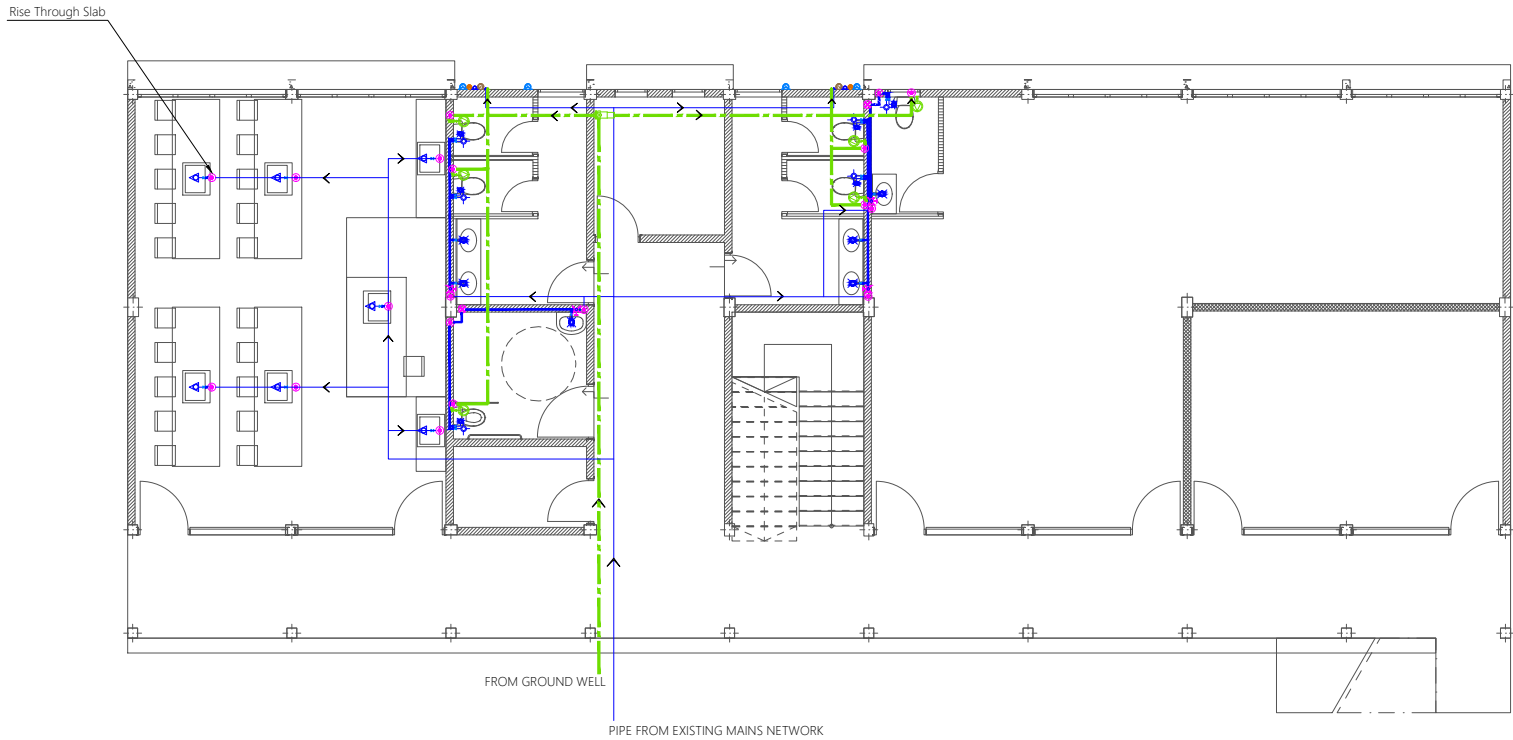 Rise Through Slab
FROM GROUND WELL
PIPE FROM EXISTING MAINS NETWORK